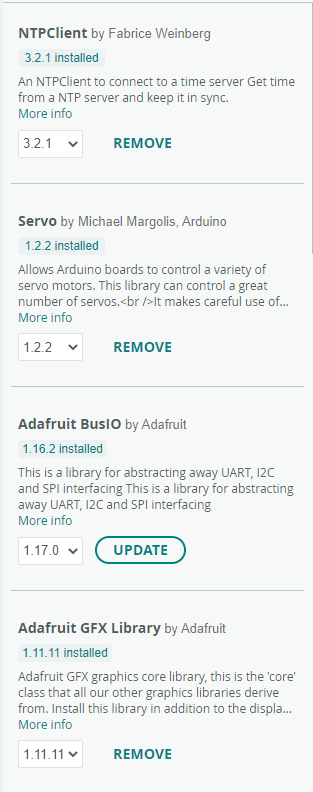 NTPClient by Fabrice Weinberg
3.2.1 installed
An NTPClient to connect to a time server Get time
from a NTP server and keep it in sync.
More info
3.2.1 REMOVE
Servo by Michael Margolis, Arduino
1.2.2 installed
Allows Arduino boards to control a variety of
servo motors. This library can control a great
number of servos.<br />It makes careful use of...
More info
1.2.2 REMOVE
Adafruit BusIO by Adafruit
1.16.2 installed
This is a library for abstracting away UART, I2C
and SPI interfacing This is a library for abstracting
away UART, I2C and SPI interfacing
More info
1.17.0 UPDATE
Adafruit GFX Library by Adafruit
1.11.11 installed
Adafruit GFX graphics core library, this is the 'core'
class that all our other graphics libraries derive
from. Install this library in addition to the displa...
More info
1.11.11 REMOVE